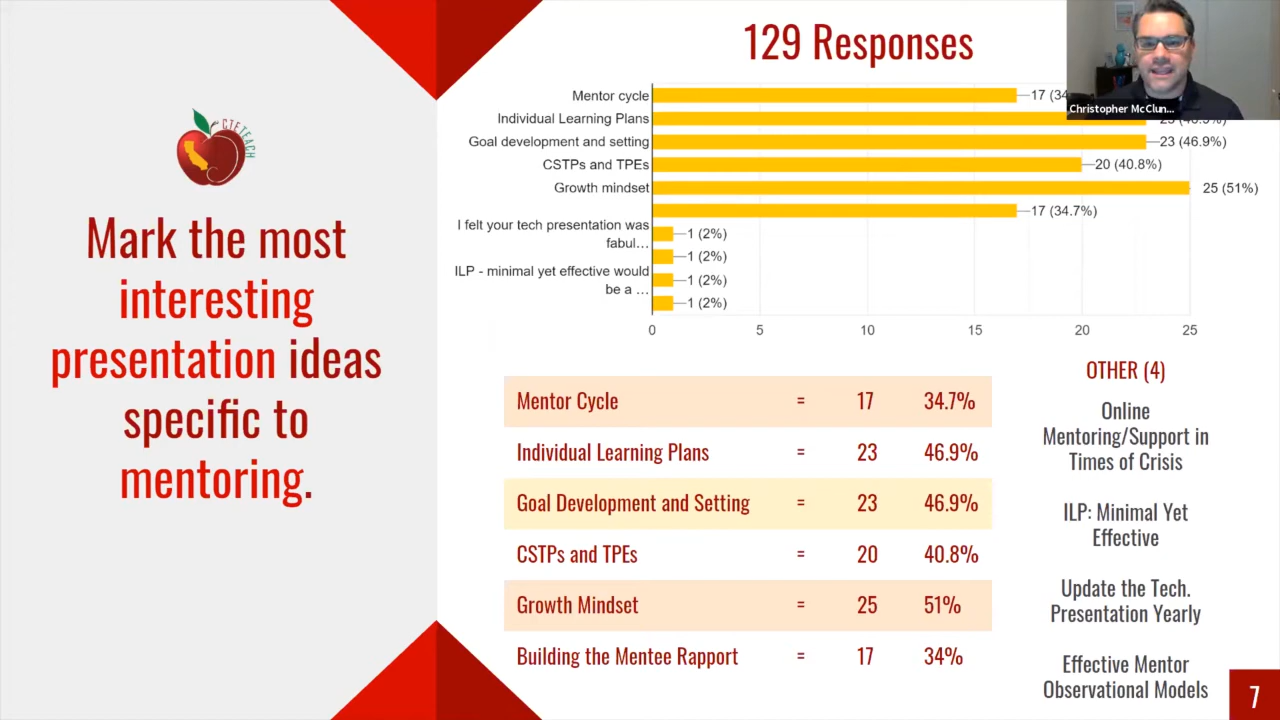 129 Responses
Christopher McClun...
CTETEACH
Mark the most
interesting
presentation ideas
specific to
mentoring.
Mentor cycle
17 (34
Individual Learning Plans
Goal development and setting
23 (46.9%)
CSTPs and TPEs
20 (40.8%)
Growth mindset
25 (51%)
17 (34.7%)
I felt your tech presentation was
fabul...
1 (2%)
1 (2%)
ILP - minimal yet effective would
be a ...
1 (2%)
1 (2%)
0 5 10 15 20 25
Mentor Cycle = 17 34.7%
Individual Learning Plans = 23 46.9%
Goal Development and Setting = 23 46.9%
CSTPs and TPEs = 20 40.8%
Growth Mindset = 25 51%
Building the Mentee Rapport = 17 34%
OTHER (4)
Online
Mentoring/Support in
Times of Crisis
ILP: Minimal Yet
Effective
Update the Tech.
Presentation Yearly
Effective Mentor
Observational Models
7